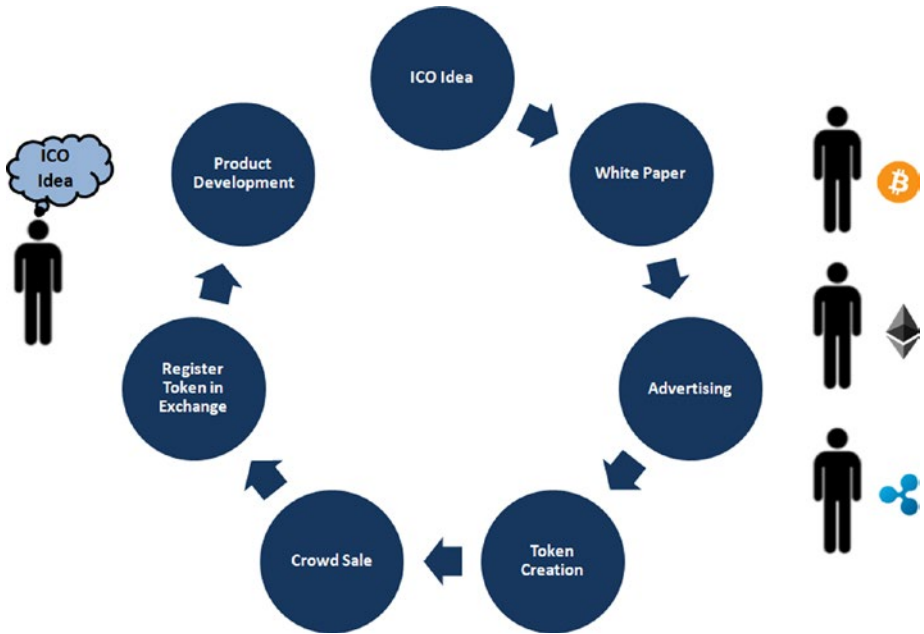 ICO Idea
White Paper
Advertising
Token
Creation
Crowd Sale
Register
Token in
Exchange
Product
Development
ICO
Idea